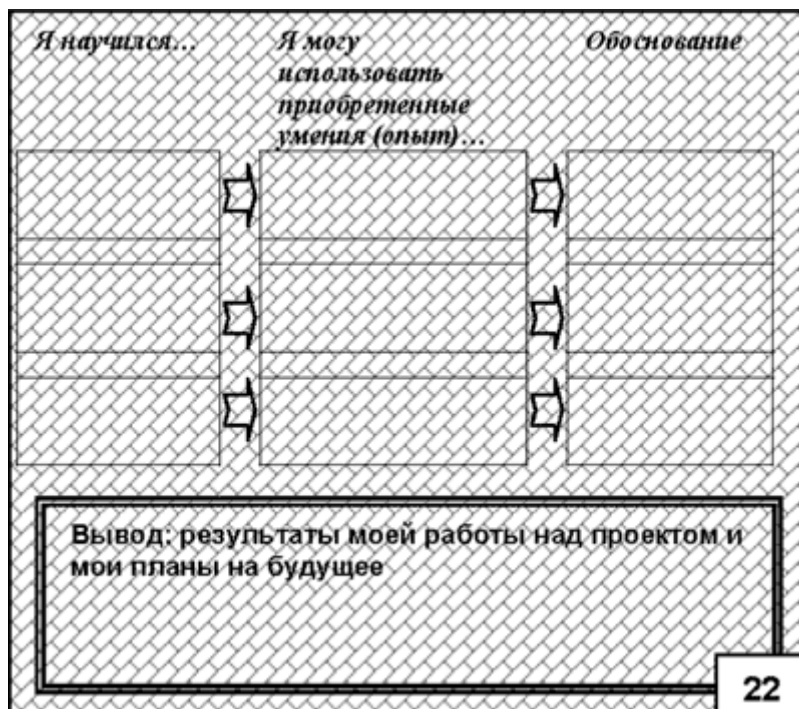 Я научился…
Я могу
использовать
приобретенные
умения (опыт)…
Обоснование
Вывод: результаты моей работы над проектом и
мои планы на будущее
22